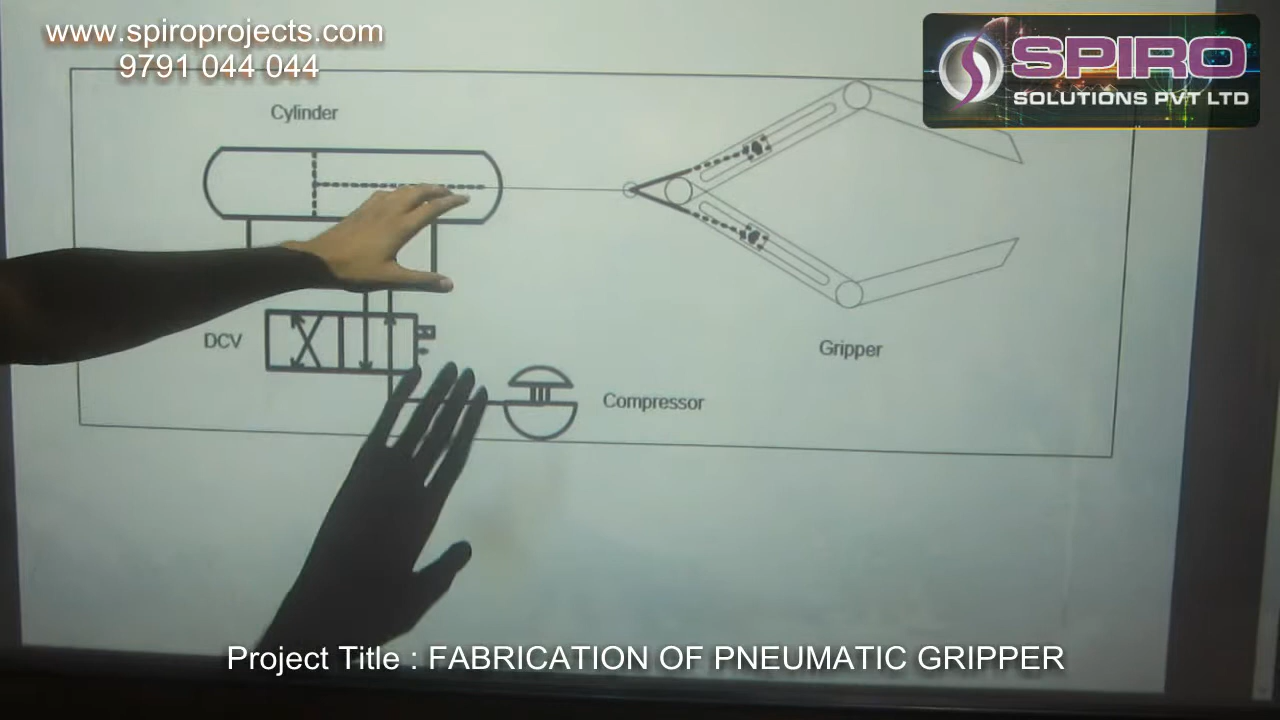 www.spiroprojects.com
9791 044 044
SPIRO
SOLUTIONS PVT LTD
Cylinder
DCV
Gripper
Compressor
Project Title : FABRICATION OF PNEUMATIC GRIPPER